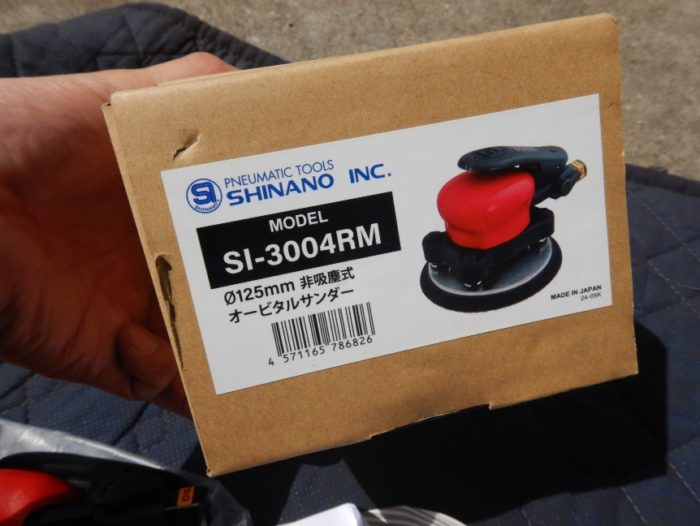 PNEUMATIC TOOLS
SHINANO INC.
MODEL
SI-3004RM
Ø125mm 非吸塵式
オービタルサンダー
4 571165 786826
MADE IN JAPAN
24-05K